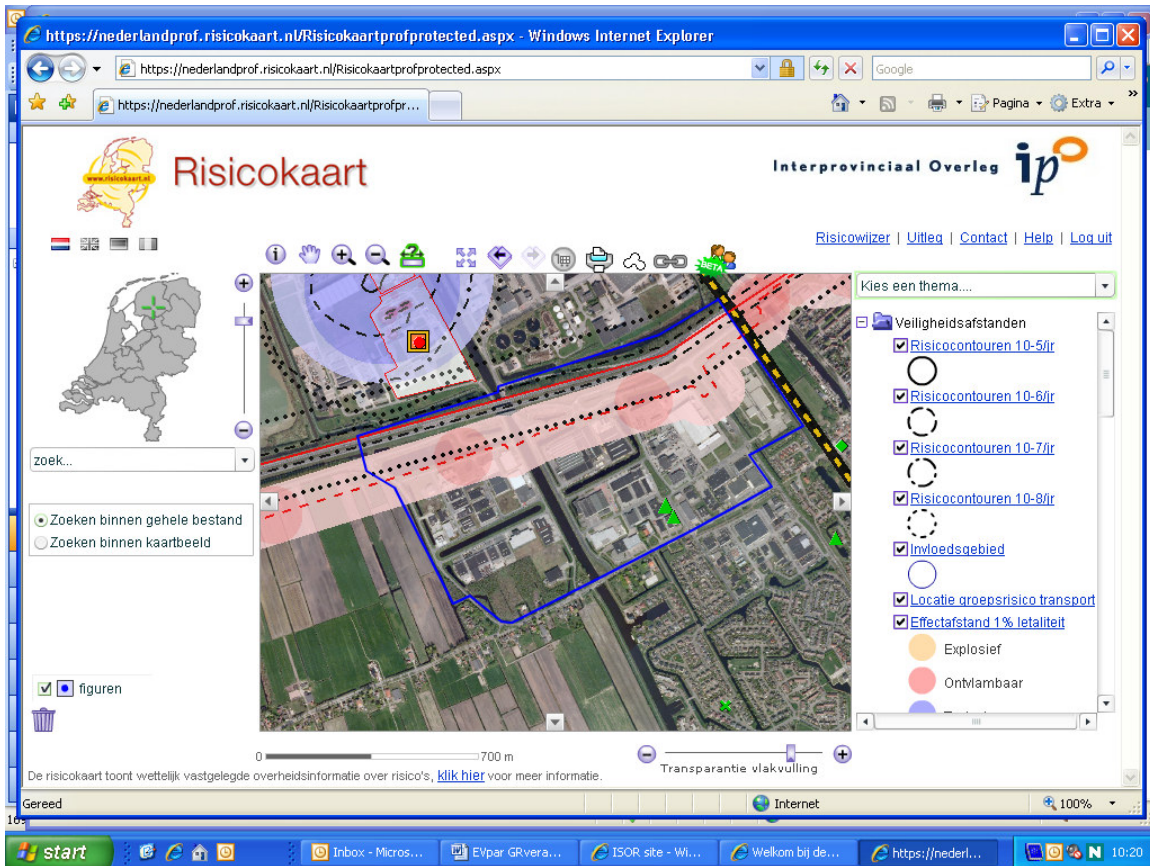 https://nederlandprof.risicokaart.nl/Risicokaartprofprotected.aspx - Windows Internet Explorer
https://nederlandprof.risicokaart.nl/Risicokaartprofprotected.aspx
Google
https://nederlandprof.risicokaart.nl/Risicokaartprofpr...
Pagina
Extra
»
www.risicokaart.nl
Risicokaart
Interprovinciaal Overleg
ipo
Risicowijzer | Uitleg | Contact | Help | Log uit
BETA
Kies een thema....
Veiligheidsafstanden
Risicocontouren 10-5/jr
Risicocontouren 10-6/jr
Risicocontouren 10-7/jr
Risicocontouren 10-8/jr
Invloedsgebied
Locatie groepsrisico transport
Effectafstand 1% letaliteit
Explosief
Ontvlambaar
zoek...
Zoeken binnen gehele bestand
Zoeken binnen kaartbeeld
figuren
0
700 m
Transparantie vlakvulling
De risicokaart toont wettelijk vastgelegde overheidsinformatie over risico's, klik hier voor meer informatie.
Gereed
Internet
100%
start
Inbox - Micros...
EVpar GRvera...
ISOR site - Wi...
Welkom bij de...
https://nederl...
10:20